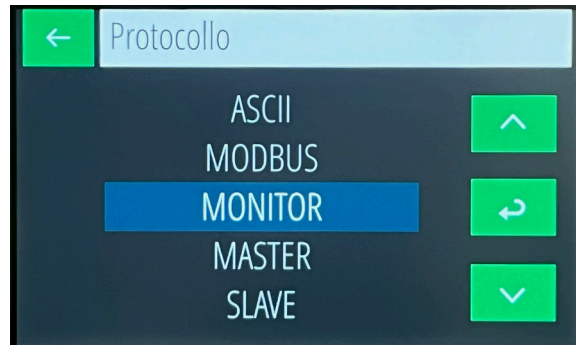 Protocollo
ASCII
MODBUS
MONITOR
MASTER
SLAVE